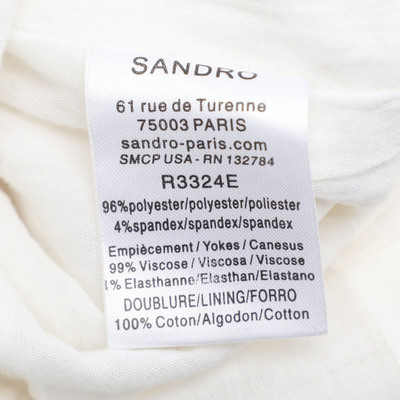 SANDRO
61 rue de Turenne
75003 PARIS
sandro-paris.com
SMCP USA - RN 132784
R3324E
96%polyester/polyester/poliester
4%spandex/spandex/spandex
Empiècement / Yokes / Canesus
99% Viscose / Viscosa / Viscose
1% Elasthanne/Elasthan/Elastano
DOUBLURE/LINING/FORRO
100% Coton/Algodon/Cotton